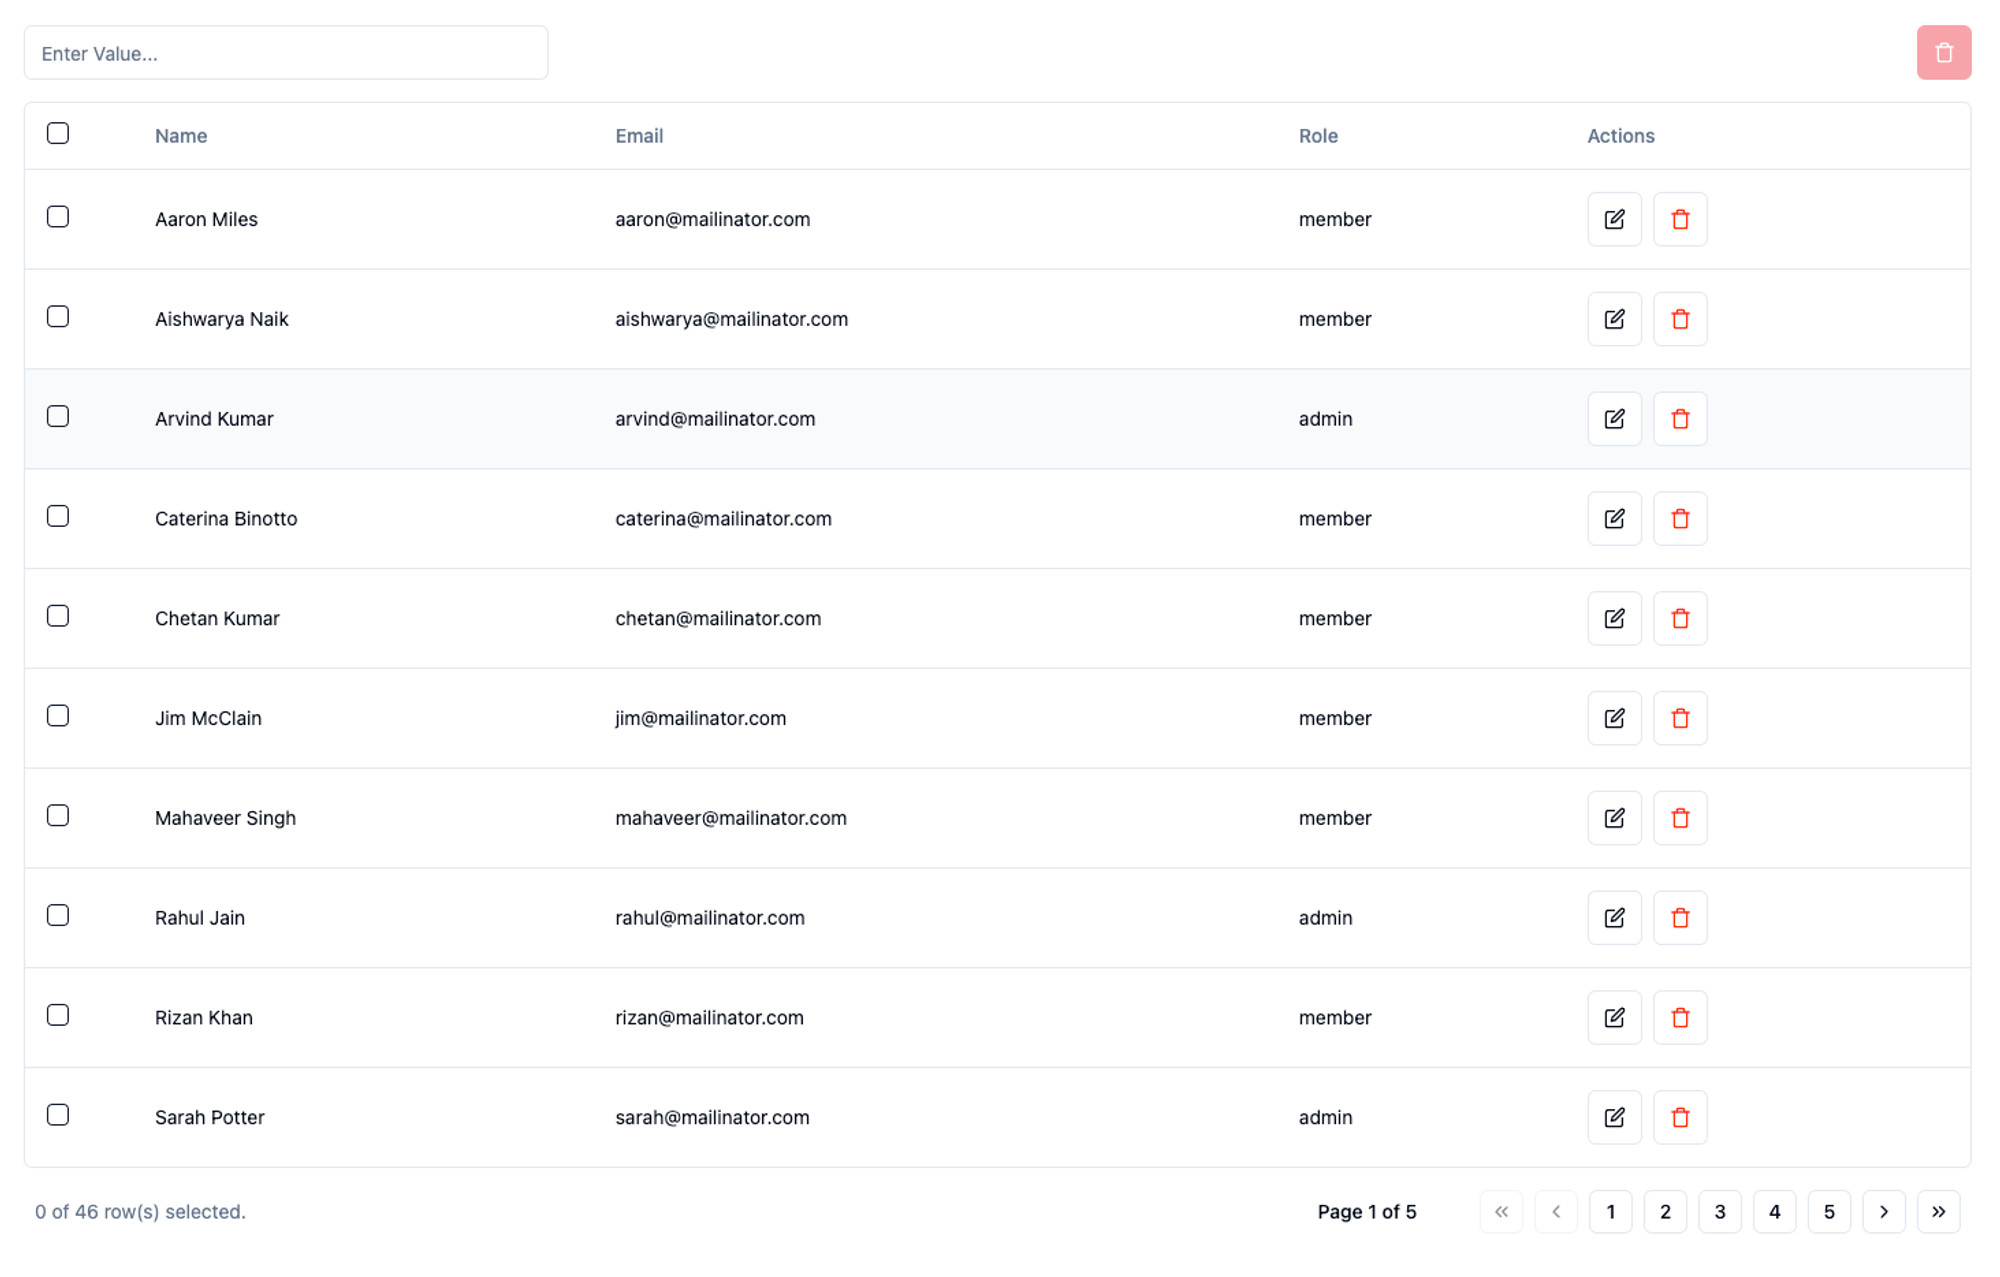 Enter Value...
Name Email Role Actions
Aaron Miles aaron@mailinator.com member
Aishwarya Naik aishwarya@mailinator.com member
Arvind Kumar arvind@mailinator.com admin
Caterina Binotto caterina@mailinator.com member
Chetan Kumar chetan@mailinator.com member
Jim McClain jim@mailinator.com member
Mahaveer Singh mahaveer@mailinator.com member
Rahul Jain rahul@mailinator.com admin
Rizan Khan rizan@mailinator.com member
Sarah Potter sarah@mailinator.com admin
0 of 46 row(s) selected. Page 1 of 5 « ‹ 1 2 3 4 5 › »